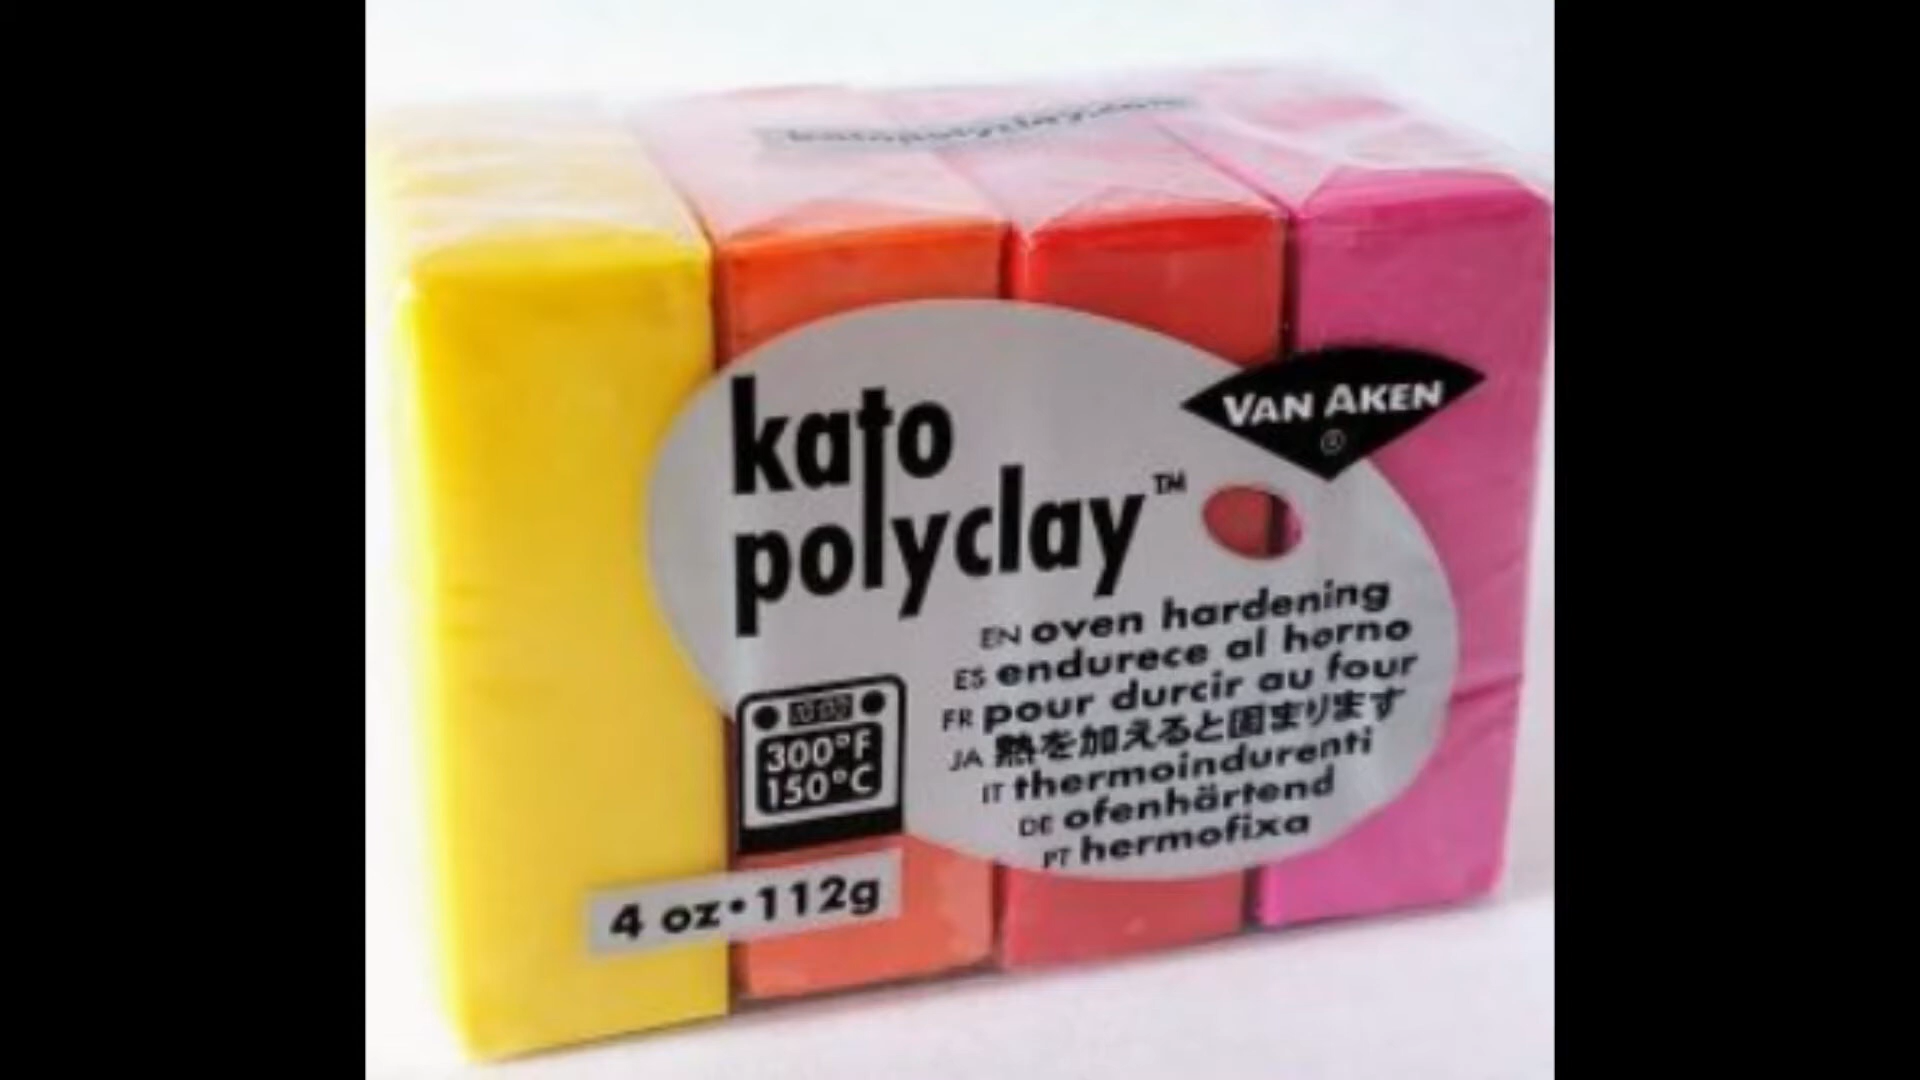 katopolyclay.com
kato
polyclay™
VAN AKEN
®
EN oven hardening
ES endurece al horno
FR pour durcir au four
JA 熱を加えると固まります
IT thermoindurenti
DE ofenhärtend
PT hermofixa
300°F
150°C
4 oz•112g